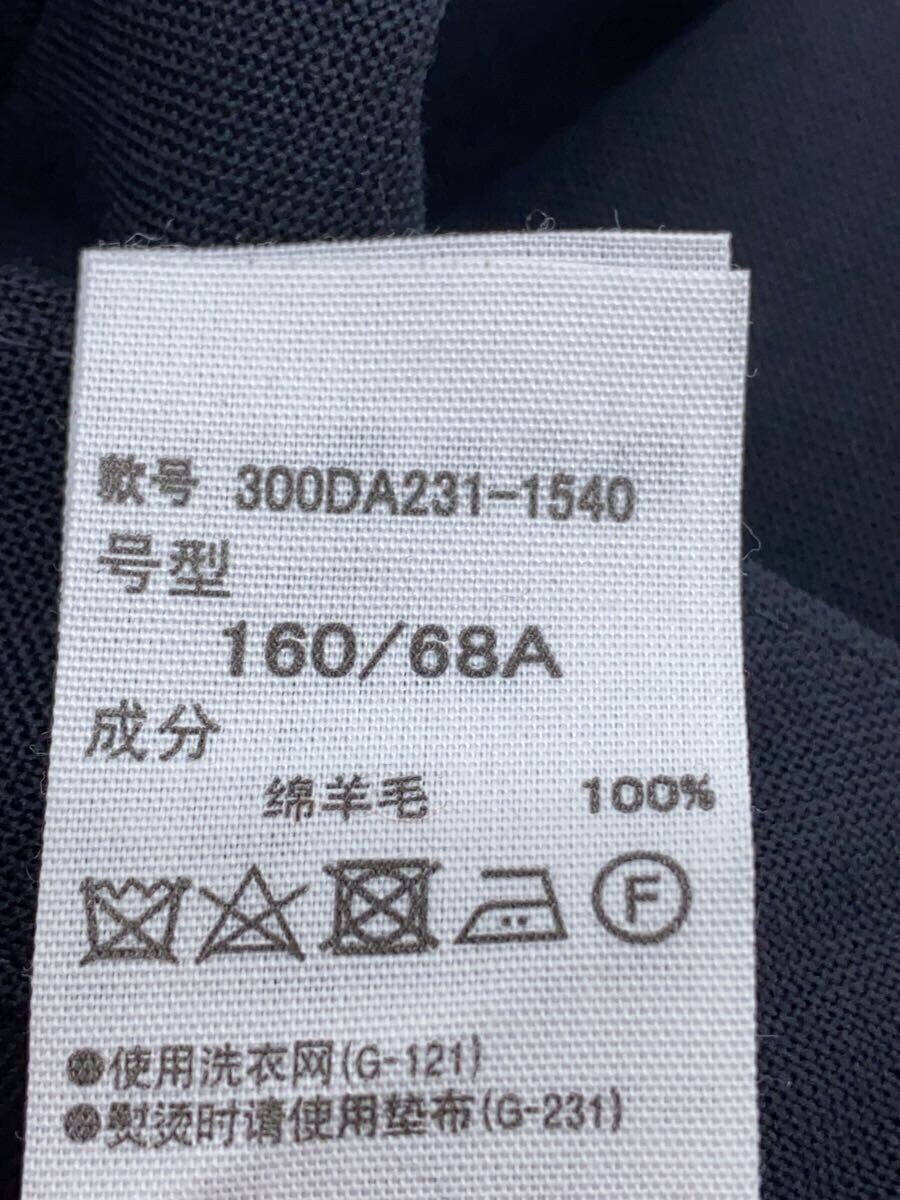 款号 300DA231-1540
号型
160/68A
成分
绵羊毛 100%
F
●使用洗衣网(G-121)
●熨烫时请使用垫布(G-231)